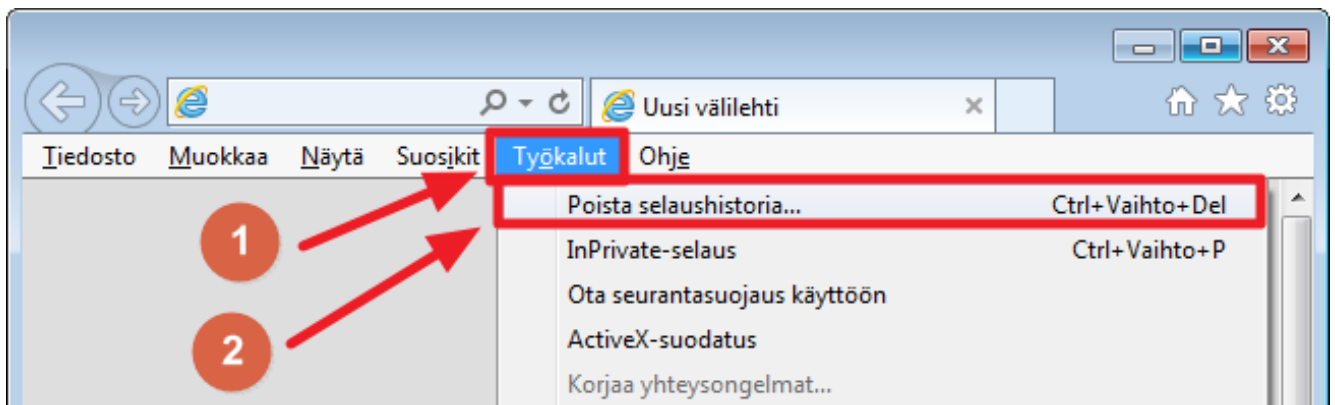 Uusi välilehti
Tiedosto Muokkaa Näytä Suosikit Työkalut Ohje
Poista selaushistoria... Ctrl+Vaihto+Del
1
InPrivate-selaus Ctrl+Vaihto+P
Ota seurantasuojaus käyttöön
2
ActiveX-suodatus
Korjaa yhteysongelmat...